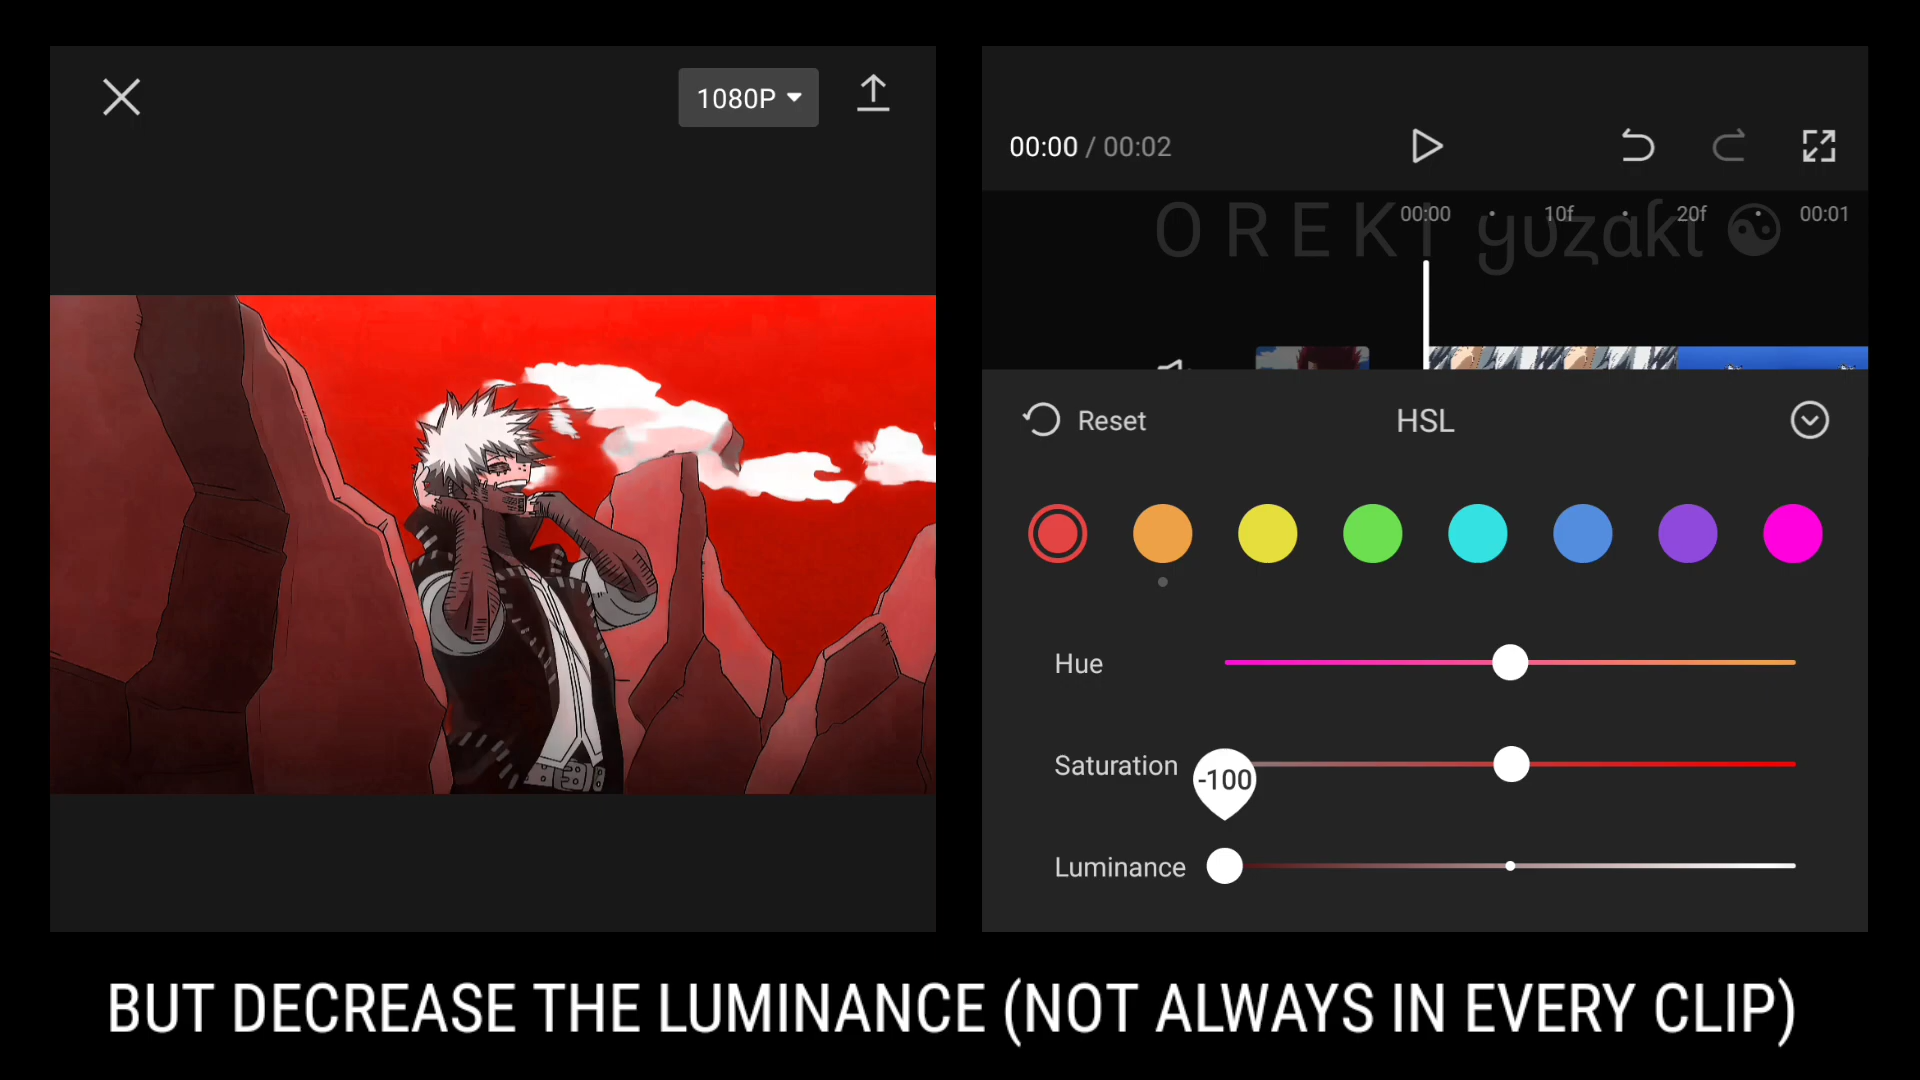 1080P
00:00 / 00:02
00:00 10f 20f 00:01
O R E K I yuzaki
Reset HSL
Hue
Saturation
-100
Luminance
BUT DECREASE THE LUMINANCE (NOT ALWAYS IN EVERY CLIP)